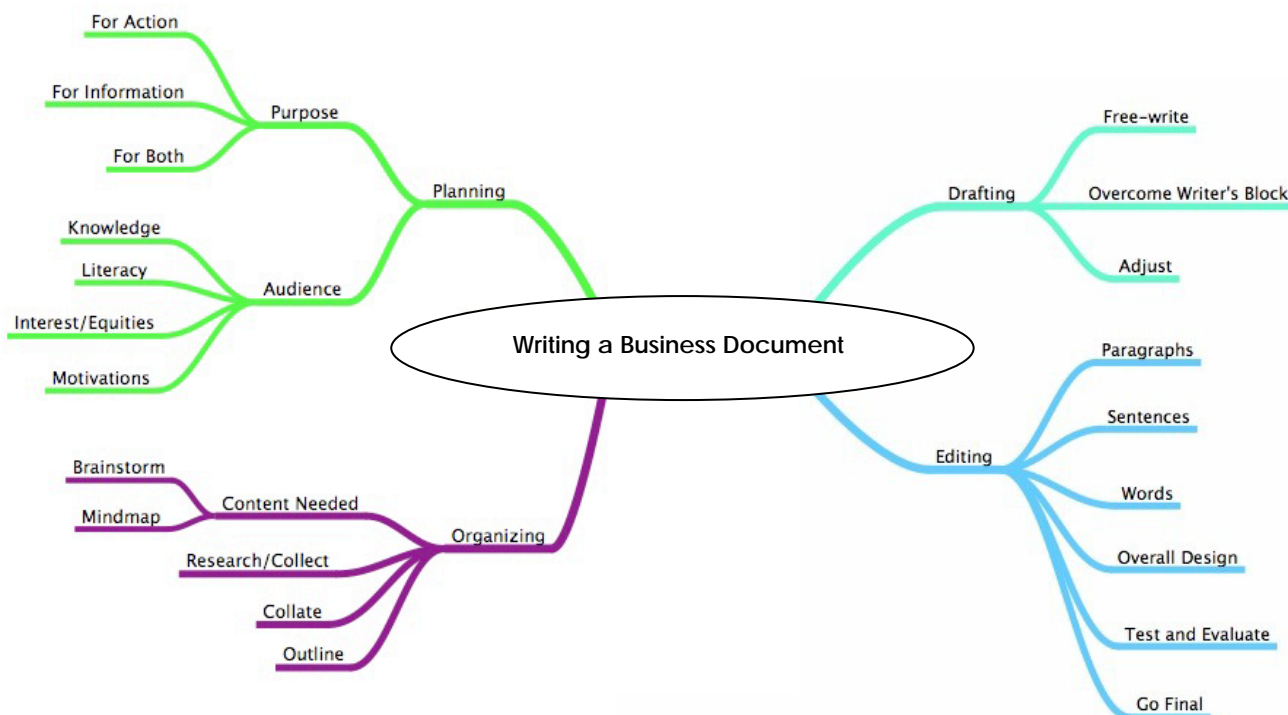 Writing a Business Document
Planning
Purpose
For Action
For Information
For Both
Audience
Knowledge
Literacy
Interest/Equities
Motivations
Organizing
Content Needed
Brainstorm
Mindmap
Research/Collect
Collate
Outline
Drafting
Free-write
Overcome Writer's Block
Adjust
Editing
Paragraphs
Sentences
Words
Overall Design
Test and Evaluate
Go Final